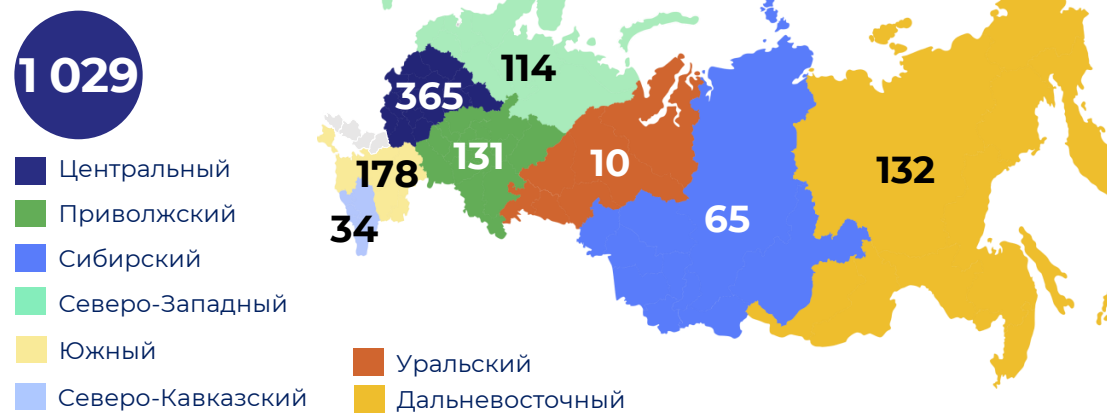 1 029
114
365
131
10
178
132
34
65
Центральный
Приволжский
Сибирский
Северо-Западный
Южный
Северо-Кавказский
Уральский
Дальневосточный